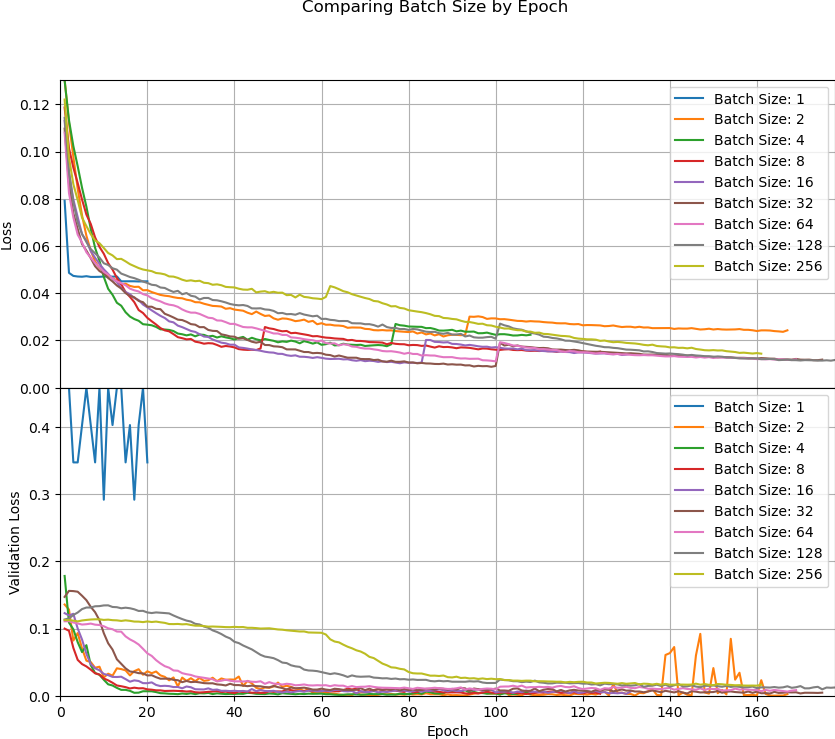 Comparing Batch Size by Epoch
0.12
0.10
0.08
0.06
0.04
0.02
0.00
Loss
Batch Size: 1
Batch Size: 2
Batch Size: 4
Batch Size: 8
Batch Size: 16
Batch Size: 32
Batch Size: 64
Batch Size: 128
Batch Size: 256
0.4
0.3
0.2
0.1
0.0
Validation Loss
Batch Size: 1
Batch Size: 2
Batch Size: 4
Batch Size: 8
Batch Size: 16
Batch Size: 32
Batch Size: 64
Batch Size: 128
Batch Size: 256
0 20 40 60 80 100 120 140 160
Epoch